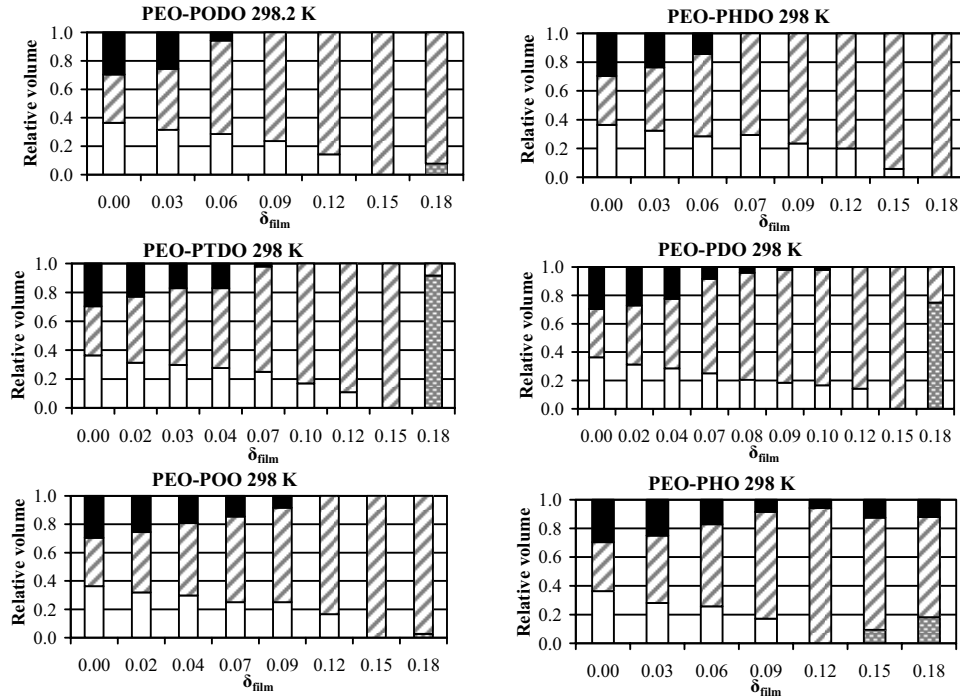 PEO-PODO 298.2 K
Relative volume
1.0
0.8
0.6
0.4
0.2
0.0
0.00 0.03 0.06 0.09 0.12 0.15 0.18
δfilm
PEO-PHDO 298 K
Relative volume
1.0
0.8
0.6
0.4
0.2
0.0
0.00 0.03 0.06 0.07 0.09 0.12 0.15 0.18
δfilm
PEO-PTDO 298 K
Relative volume
1.0
0.8
0.6
0.4
0.2
0.0
0.00 0.02 0.03 0.04 0.07 0.10 0.12 0.15 0.18
δfilm
PEO-PDO 298 K
Relative volume
1.0
0.8
0.6
0.4
0.2
0.0
0.00 0.02 0.04 0.07 0.08 0.09 0.10 0.12 0.15 0.18
δfilm
PEO-POO 298 K
Relative volume
1.0
0.8
0.6
0.4
0.2
0.0
0.00 0.02 0.04 0.07 0.09 0.12 0.15 0.18
δfilm
PEO-PHO 298 K
Relative volume
1.0
0.8
0.6
0.4
0.2
0.0
0.00 0.03 0.06 0.09 0.12 0.15 0.18
δfilm